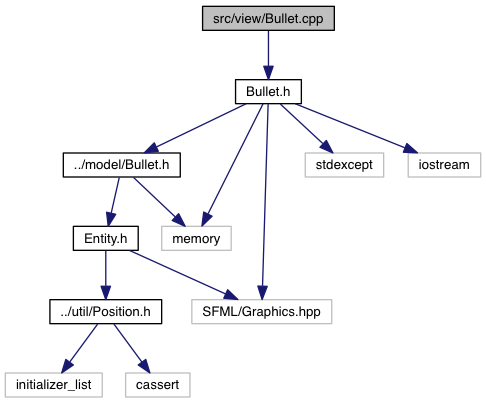 src/view/Bullet.cpp
Bullet.h
../model/Bullet.h
stdexcept
iostream
Entity.h
memory
../util/Position.h
SFML/Graphics.hpp
initializer_list
cassert